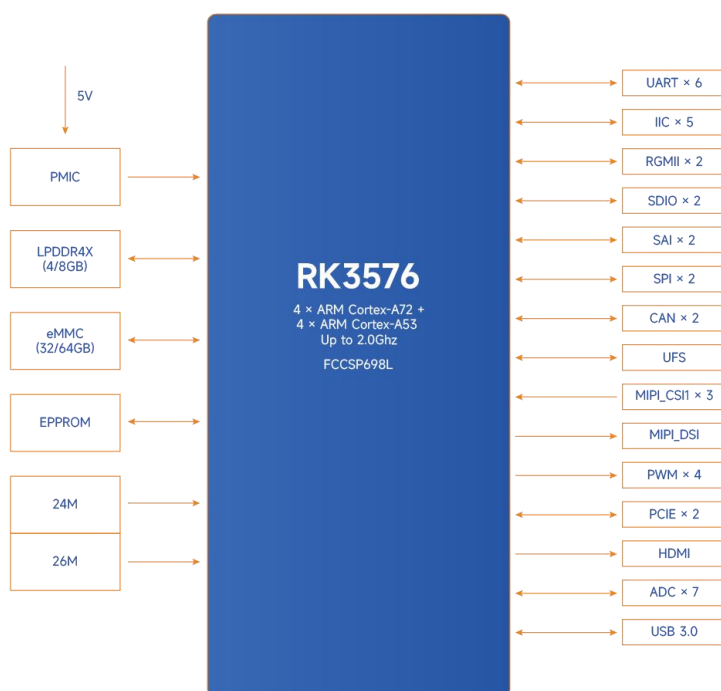 5V
PMIC
LPDDR4X
(4/8GB)
eMMC
(32/64GB)
EPPROM
24M
26M
RK3576
4 × ARM Cortex-A72 +
4 × ARM Cortex-A53
Up to 2.0Ghz
FCCSP698L
UART × 6
IIC × 5
RGMII × 2
SDIO × 2
SAI × 2
SPI × 2
CAN × 2
UFS
MIPI_CSI1 × 3
MIPI_DSI
PWM × 4
PCIE × 2
HDMI
ADC × 7
USB 3.0